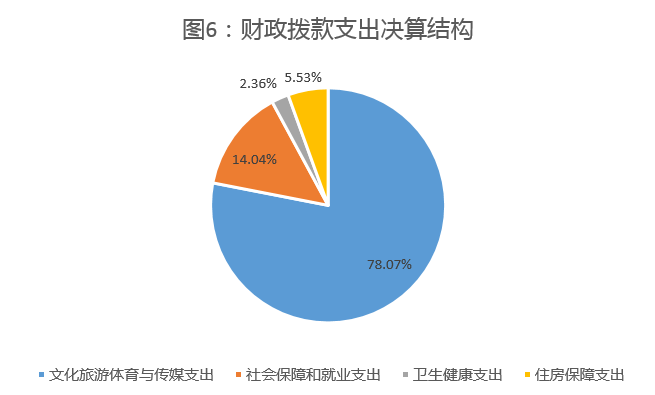 图6：财政拨款支出决算结构
5.53%
2.36%
14.04%
78.07%
文化旅游体育与传媒支出 社会保障和就业支出 卫生健康支出 住房保障支出